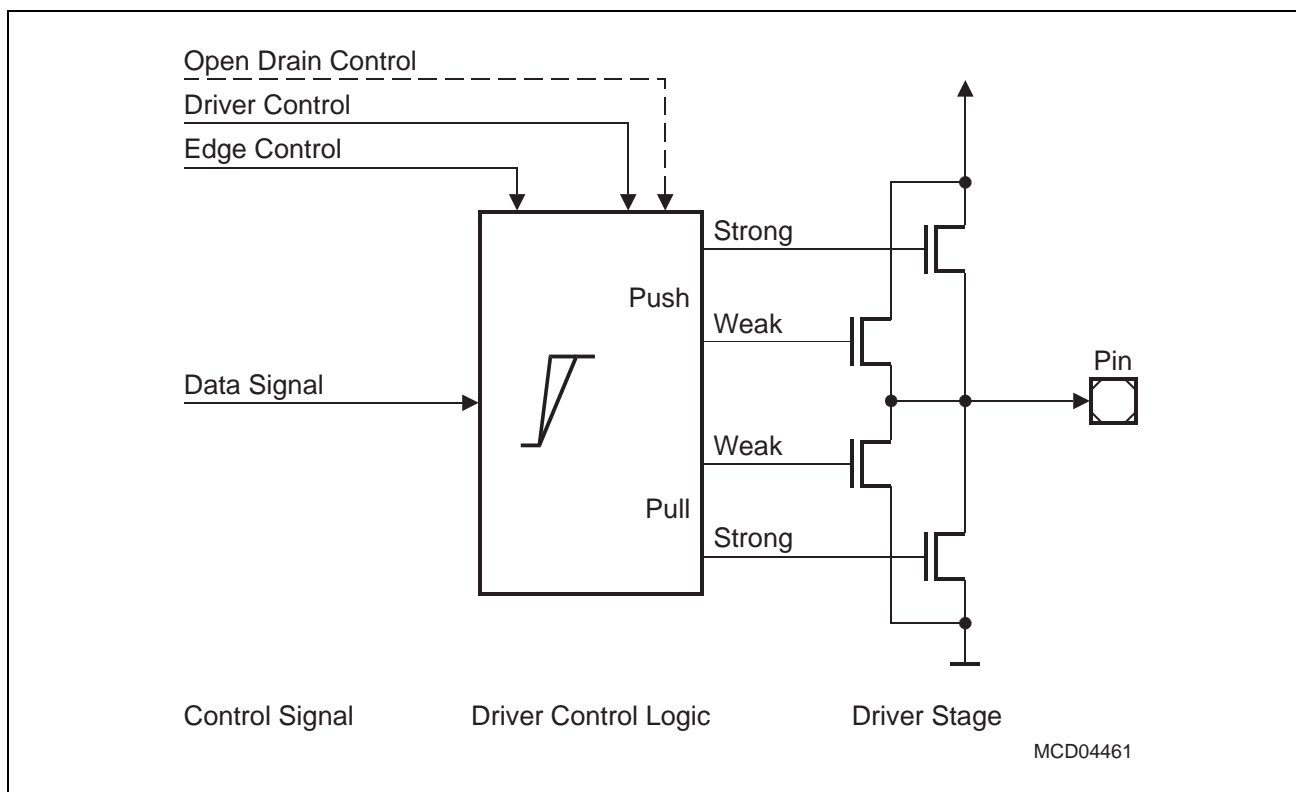 Open Drain Control
Driver Control
Edge Control
Strong
Push
Weak
Pin
Data Signal
Weak
Pull
Strong
Control Signal
Driver Control Logic
Driver Stage
MCD04461